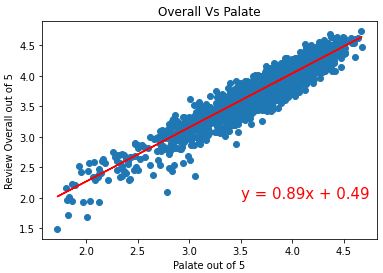 Overall Vs Palate
Review Overall out of 5
4.5
4.0
3.5
3.0
2.5
2.0
1.5
y = 0.89x + 0.49
2.0 2.5 3.0 3.5 4.0 4.5
Palate out of 5